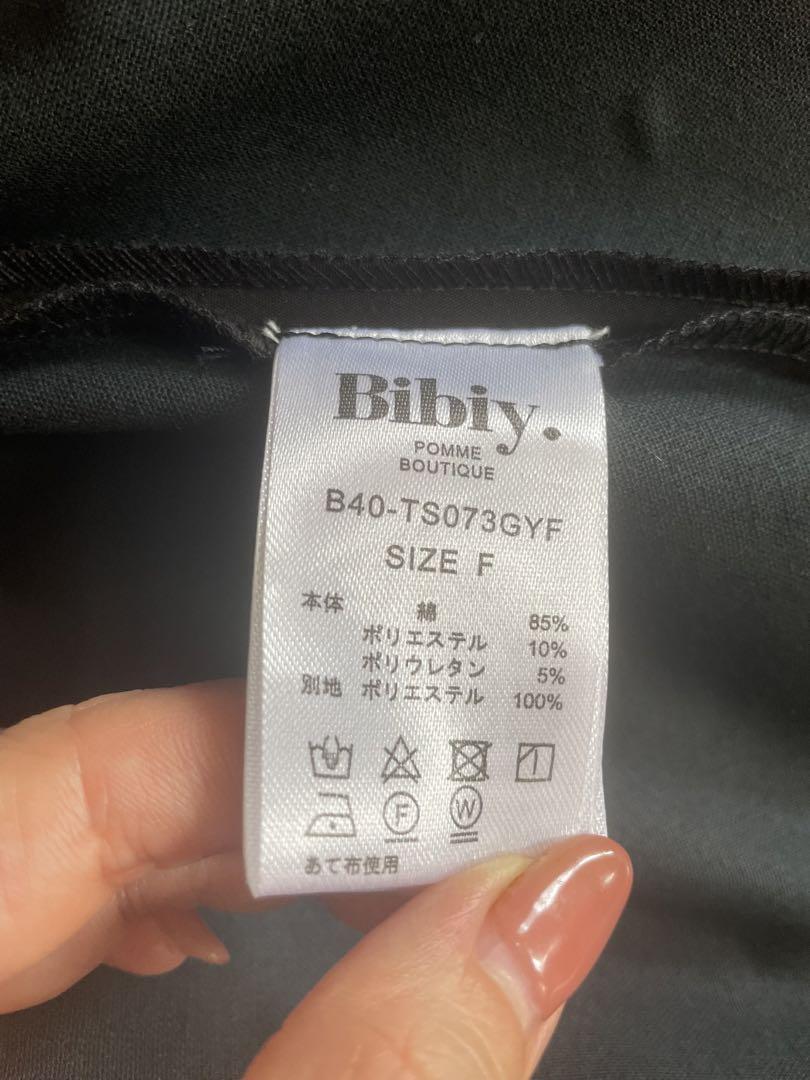 Bibiy.
POMME
BOUTIQUE
B40-TS073GYF
SIZE F
本体 綿 85%
ポリエステル 10%
ポリウレタン 5%
別地 ポリエステル 100%
F W
あて布使用